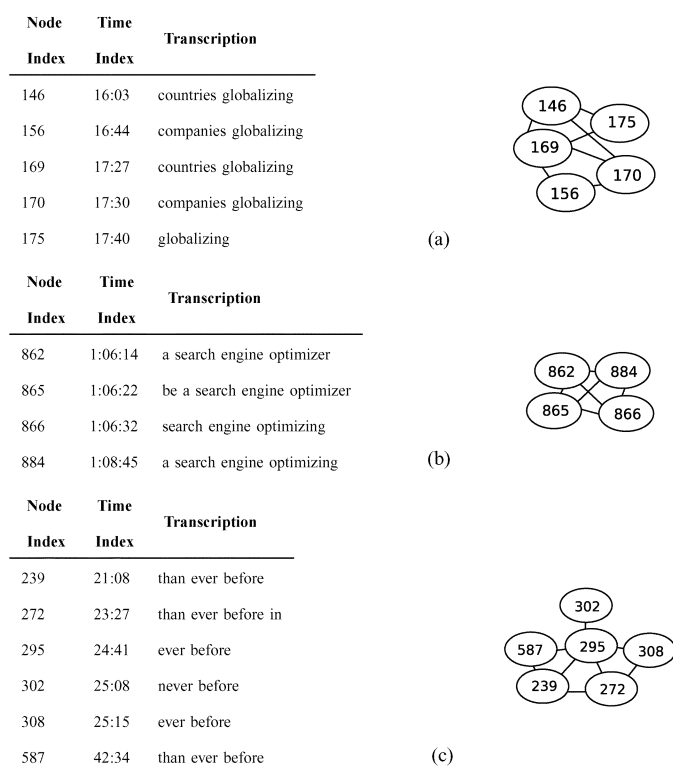 Node Time Transcription
Index Index
146 16:03 countries globalizing
156 16:44 companies globalizing
169 17:27 countries globalizing
170 17:30 companies globalizing
175 17:40 globalizing
146
175
169
170
156
(a)
Node Time Transcription
Index Index
862 1:06:14 a search engine optimizer
865 1:06:22 be a search engine optimizer
866 1:06:32 search engine optimizing
884 1:08:45 a search engine optimizing
862 884
865 866
(b)
Node Time Transcription
Index Index
239 21:08 than ever before
272 23:27 than ever before in
295 24:41 ever before
302 25:08 never before
308 25:15 ever before
587 42:34 than ever before
302
587 295 308
239 272
(c)